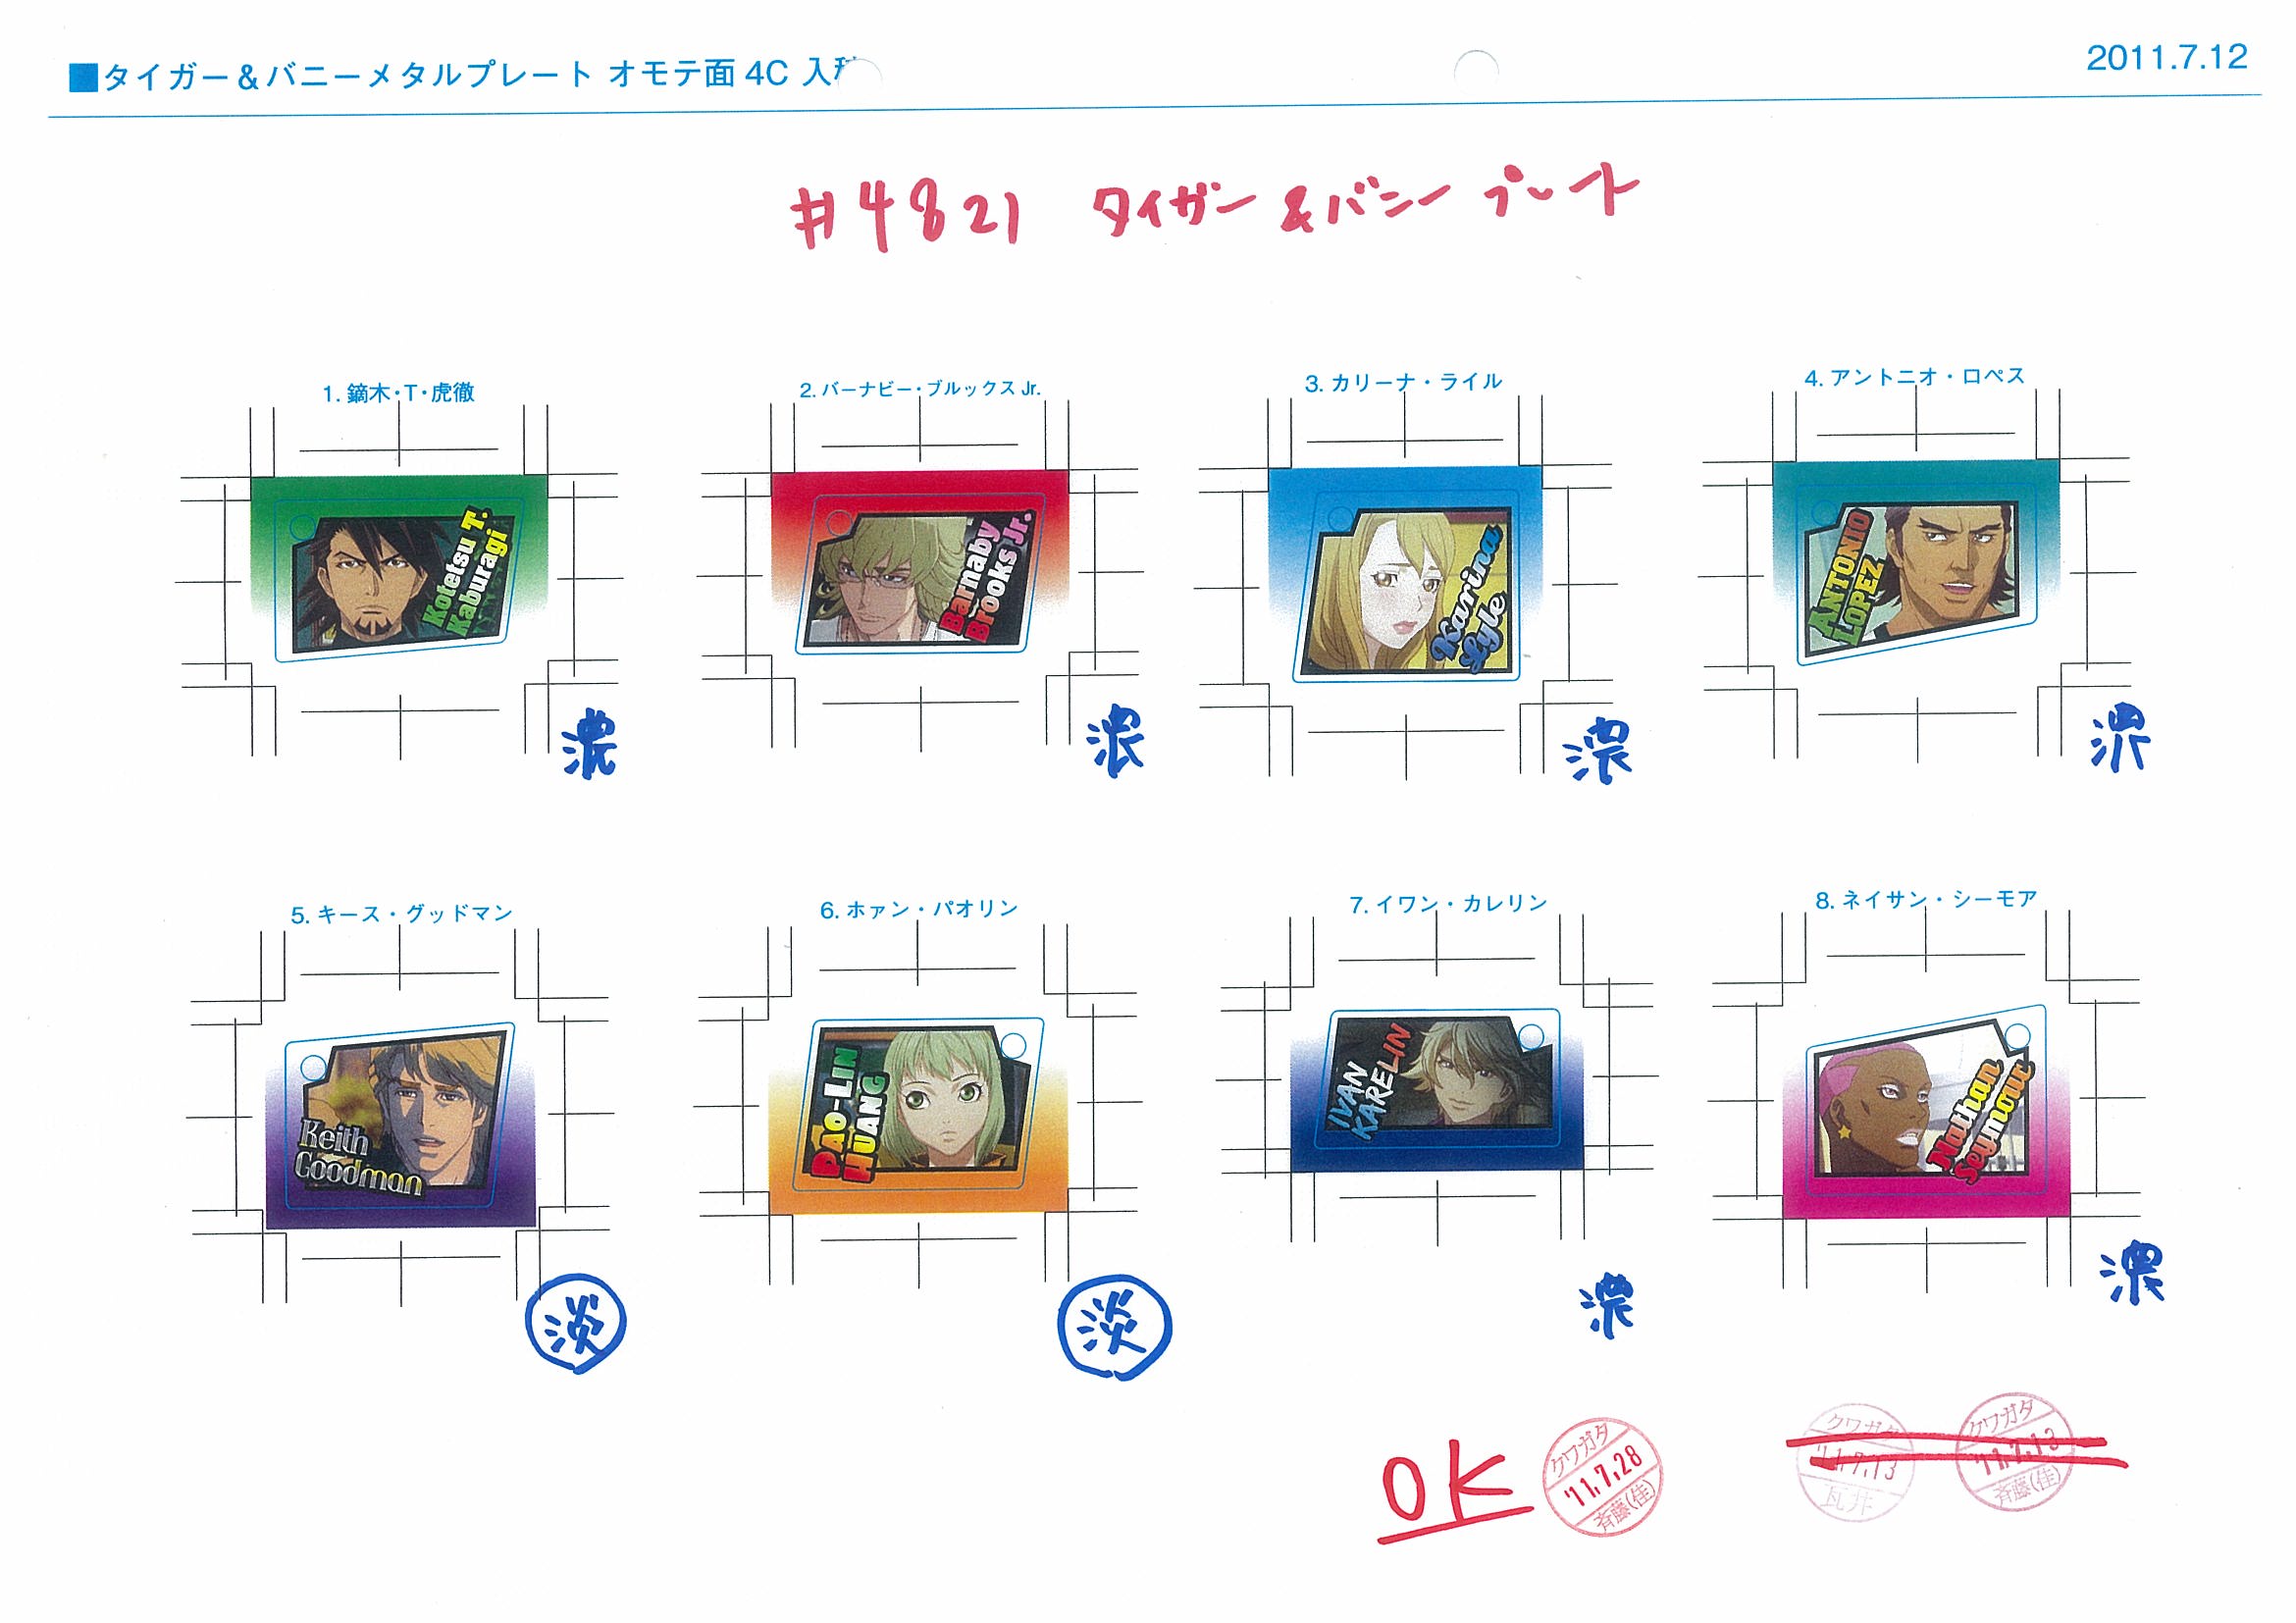 ■タイガー&バニーメタルプレート オモテ面 4C 入
2011.7.12
#4821 タイガー&バニー プレート
1. 鏑木・T・虎徹
2. バーナビー・ブルックス Jr.
3. カリーナ・ライル
4. アントニオ・ロペス
Kotetsu T.
Kaburagi
Barnaby
Brooks Jr.
Karina
Lyle
ANTONIO
LOPEZ
濃
濃
濃
濃
5. キース・グッドマン
6. ホァン・パオリン
7. イワン・カレリン
8. ネイサン・シーモア
Keith
Goodman
PAO-LIN
HUANG
IVAN
KARELIN
Nathan
Seymour
淡
淡
濃
濃
OK
クワガタ
'11.7.28
斉藤(佳)
クワガタ
'11.7.13
瓦井
クワガタ
'11.7.13
斉藤(佳)